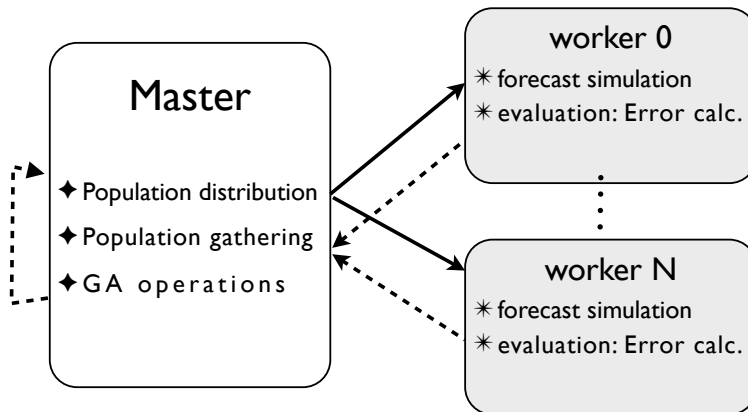 Master
✦ Population distribution
✦ Population gathering
✦ GA operations
worker 0
✴ forecast simulation
✴ evaluation: Error calc.
worker N
✴ forecast simulation
✴ evaluation: Error calc.